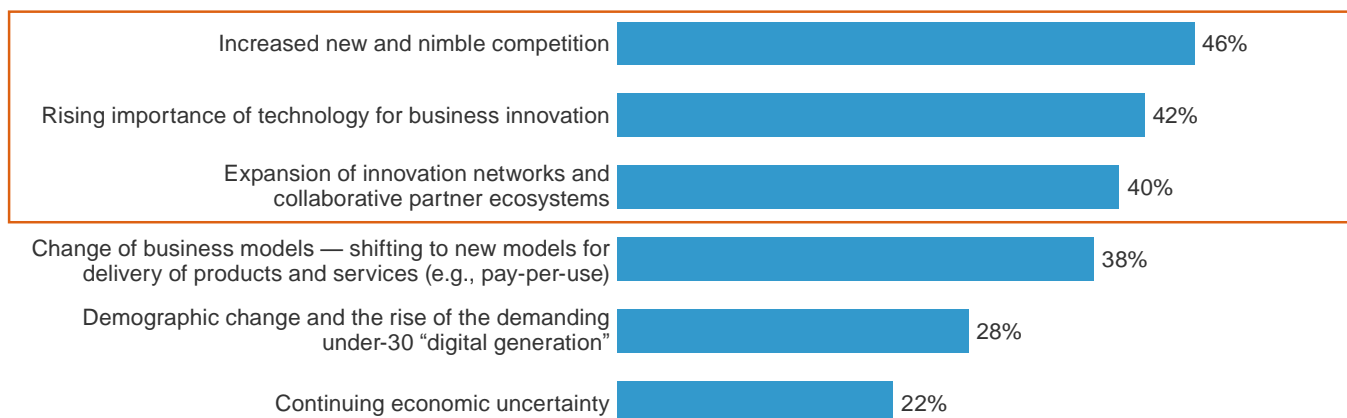 Increased new and nimble competition
46%
Rising importance of technology for business innovation
42%
Expansion of innovation networks and
collaborative partner ecosystems
40%
Change of business models — shifting to new models for
delivery of products and services (e.g., pay-per-use)
38%
Demographic change and the rise of the demanding
under-30 “digital generation”
28%
Continuing economic uncertainty
22%